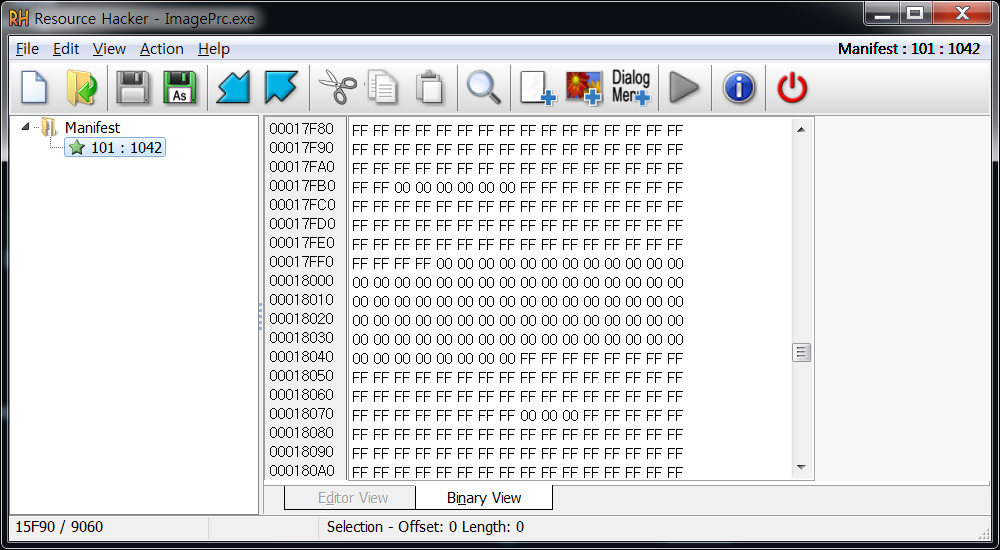 RH Resource Hacker - ImagePrc.exe
File Edit View Action Help Manifest : 101 : 1042
As Dialog
Mer
Manifest
101 : 1042
00017F80 FF FF FF FF FF FF FF FF FF FF FF FF FF FF FF FF
00017F90 FF FF FF FF FF FF FF FF FF FF FF FF FF FF FF FF
00017FA0 FF FF FF FF FF FF FF FF FF FF FF FF FF FF FF FF
00017FB0 FF FF 00 00 00 00 00 00 FF FF FF FF FF FF FF FF
00017FC0 FF FF FF FF FF FF FF FF FF FF FF FF FF FF FF FF
00017FD0 FF FF FF FF FF FF FF FF FF FF FF FF FF FF FF FF
00017FE0 FF FF FF FF FF FF FF FF FF FF FF FF FF FF FF FF
00017FF0 FF FF FF FF 00 00 00 00 00 00 00 00 00 00 00 00
00018000 00 00 00 00 00 00 00 00 00 00 00 00 00 00 00 00
00018010 00 00 00 00 00 00 00 00 00 00 00 00 00 00 00 00
00018020 00 00 00 00 00 00 00 00 00 00 00 00 00 00 00 00
00018030 00 00 00 00 00 00 00 00 00 00 00 00 00 00 00 00
00018040 00 00 00 00 00 00 00 00 FF FF FF FF FF FF FF FF
00018050 FF FF FF FF FF FF FF FF FF FF FF FF FF FF FF FF
00018060 FF FF FF FF FF FF FF FF FF FF FF FF FF FF FF FF
00018070 FF FF FF FF FF FF FF FF 00 00 00 FF FF FF FF FF
00018080 FF FF FF FF FF FF FF FF FF FF FF FF FF FF FF FF
00018090 FF FF FF FF FF FF FF FF FF FF FF FF FF FF FF FF
000180A0 FF FF FF FF FF FF FF FF FF FF FF FF FF FF FF FF
Editor View Binary View
15F90 / 9060 Selection - Offset: 0 Length: 0